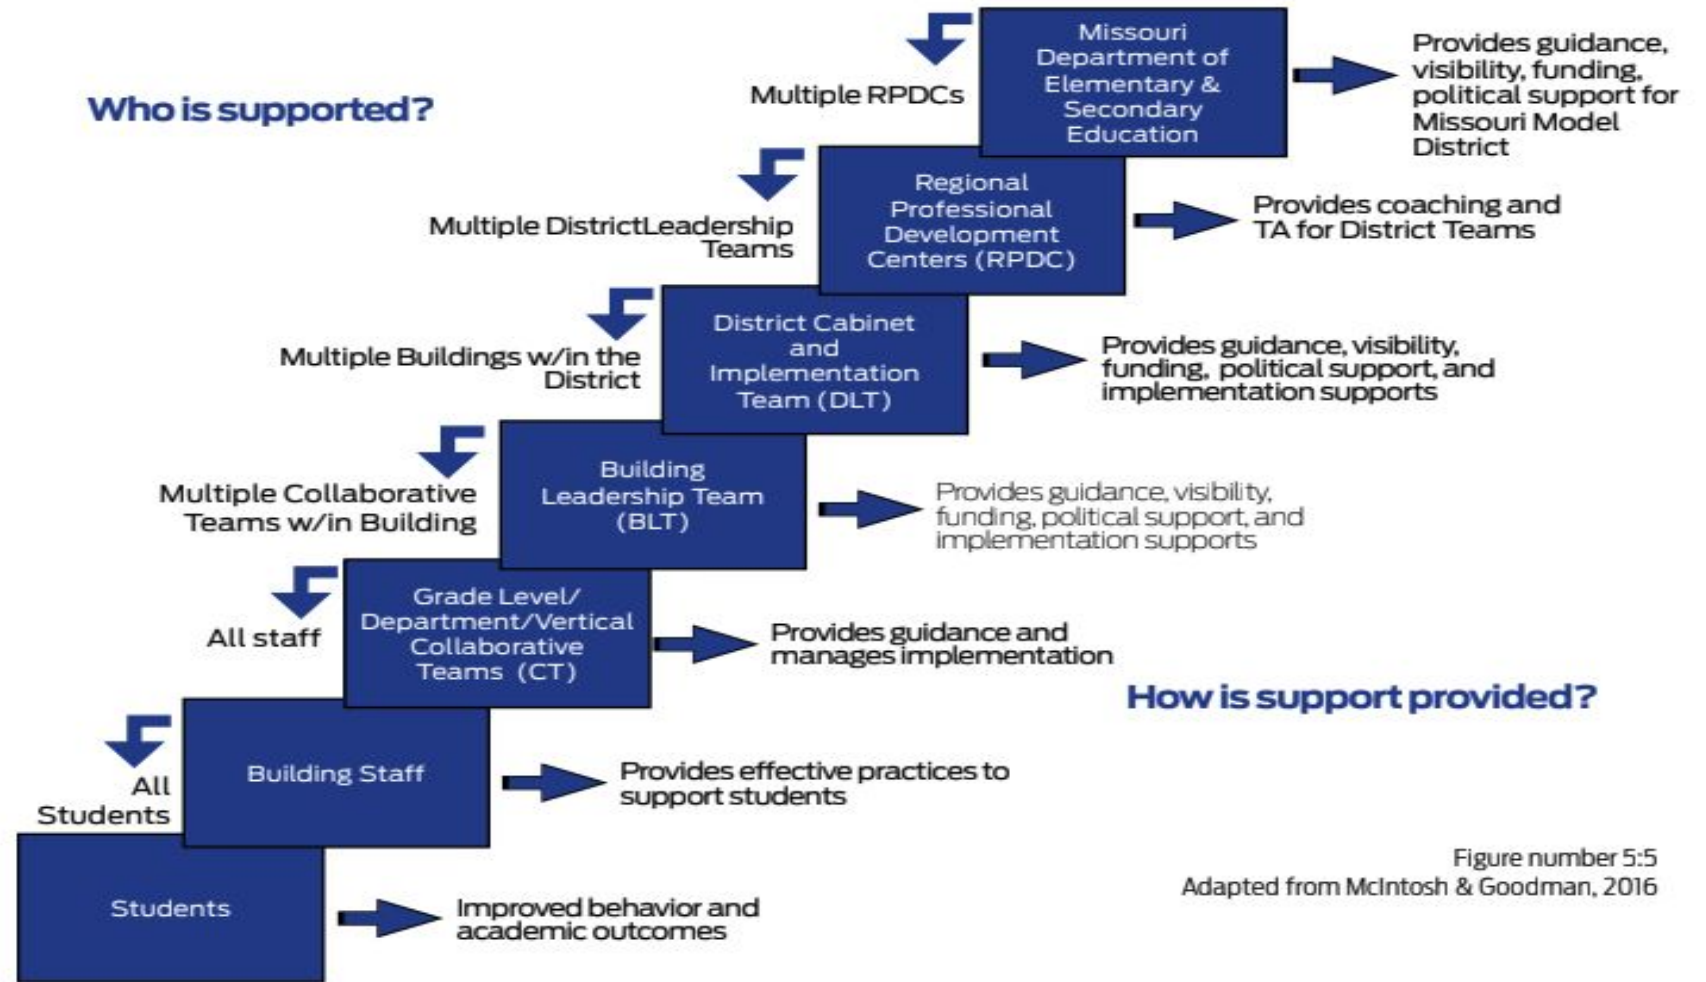 Who is supported?
Multiple RPDCs
Missouri
Department of
Elementary &
Secondary
Education
Provides guidance,
visibility, funding,
political support for
Missouri Model
District
Multiple DistrictLeadership
Teams
Regional
Professional
Development
Centers (RPDC)
Provides coaching and
TA for District Teams
Multiple Buildings w/in the
District
District Cabinet
and
Implementation
Team (DLT)
Provides guidance, visibility,
funding, political support, and
implementation supports
Multiple Collaborative
Teams w/in Building
Building
Leadership Team
(BLT)
Provides guidance, visibility,
funding, political support, and
implementation supports
All staff
Grade Level/
Department/Vertical
Collaborative
Teams (CT)
Provides guidance and
manages implementation
How is support provided?
All
Students
Building Staff
Provides effective practices to
support students
Students
Improved behavior and
academic outcomes
Figure number 5:5
Adapted from McIntosh & Goodman, 2016